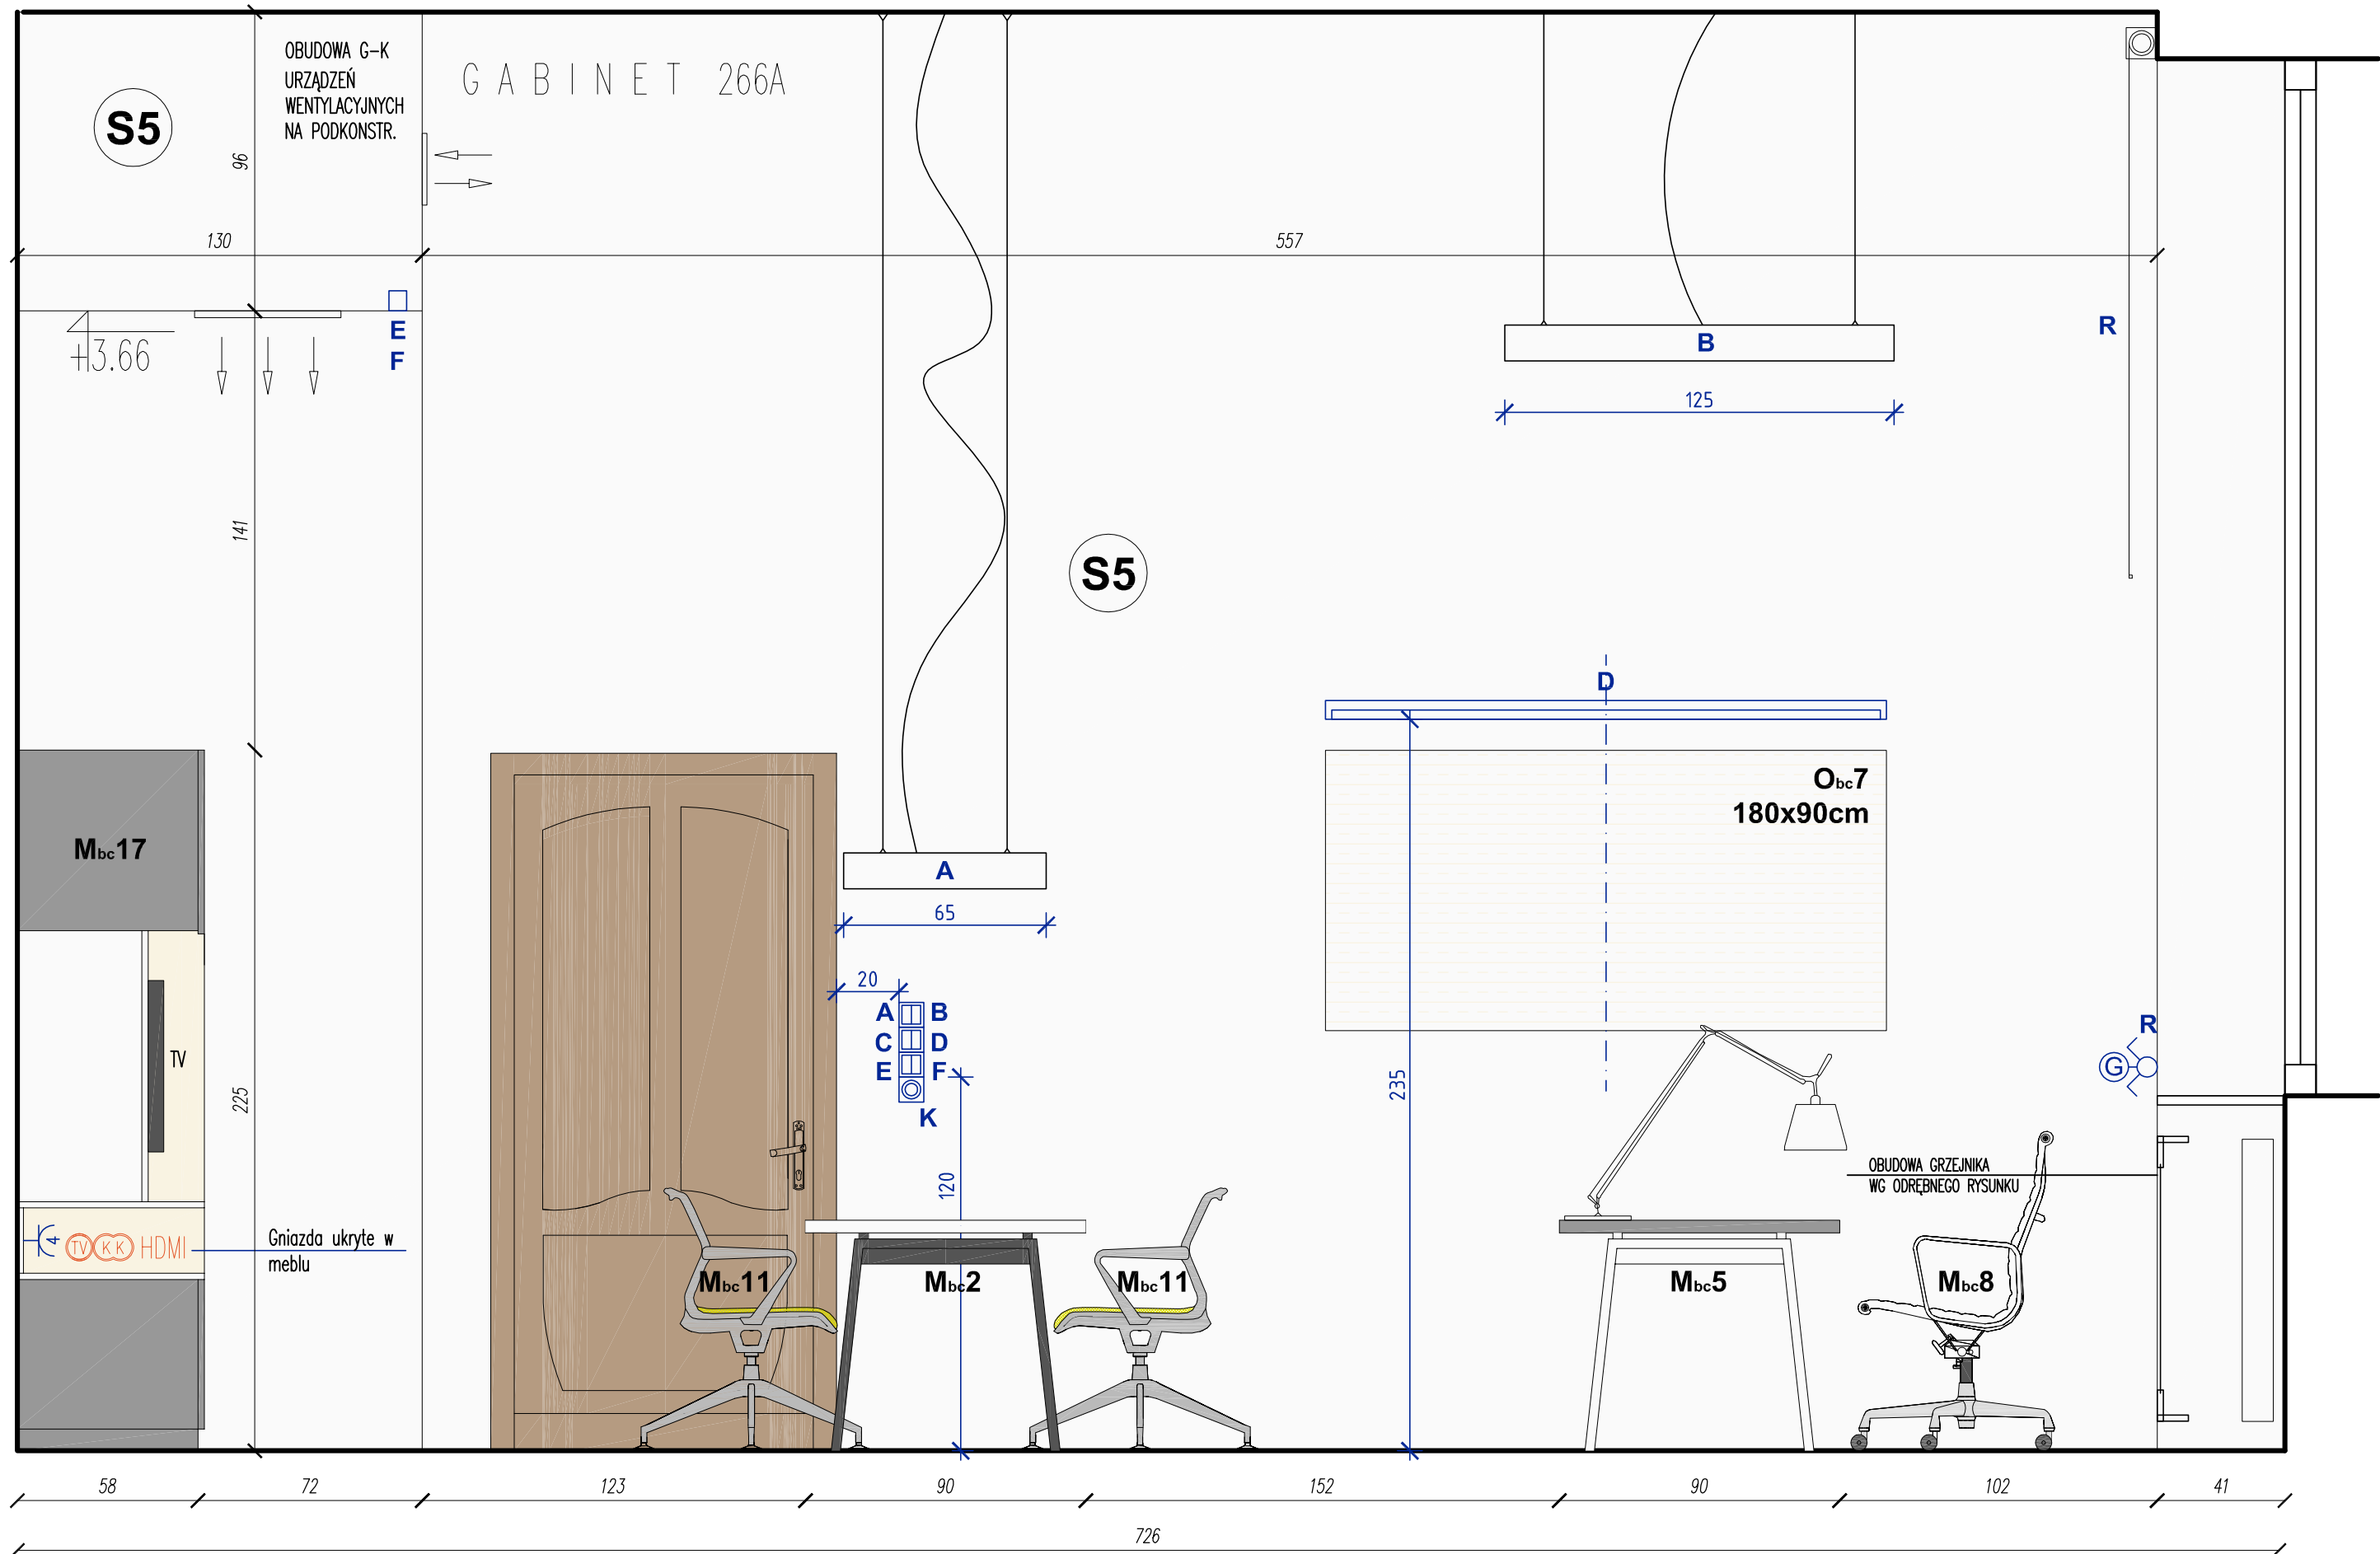 OBUDOWA G-K
URZĄDZEŃ
WENTYLACYJNYCH
NA PODKONSTR.
GABINET 266A
S5
96
130
557
E
F
+3.66
B
R
125
141
S5
D
Obc7
180x90cm
Mbc17
A
65
20
A B
C D
E F
K
R
G
TV
225
235
120
OBUDOWA GRZEJNIKA
WG ODRĘBNEGO RYSUNKU
4 TV K K HDMI
Gniazda ukryte w
meblu
Mbc11
Mbc2
Mbc11
Mbc5
Mbc8
58 72 123 90 152 90 102 41
726